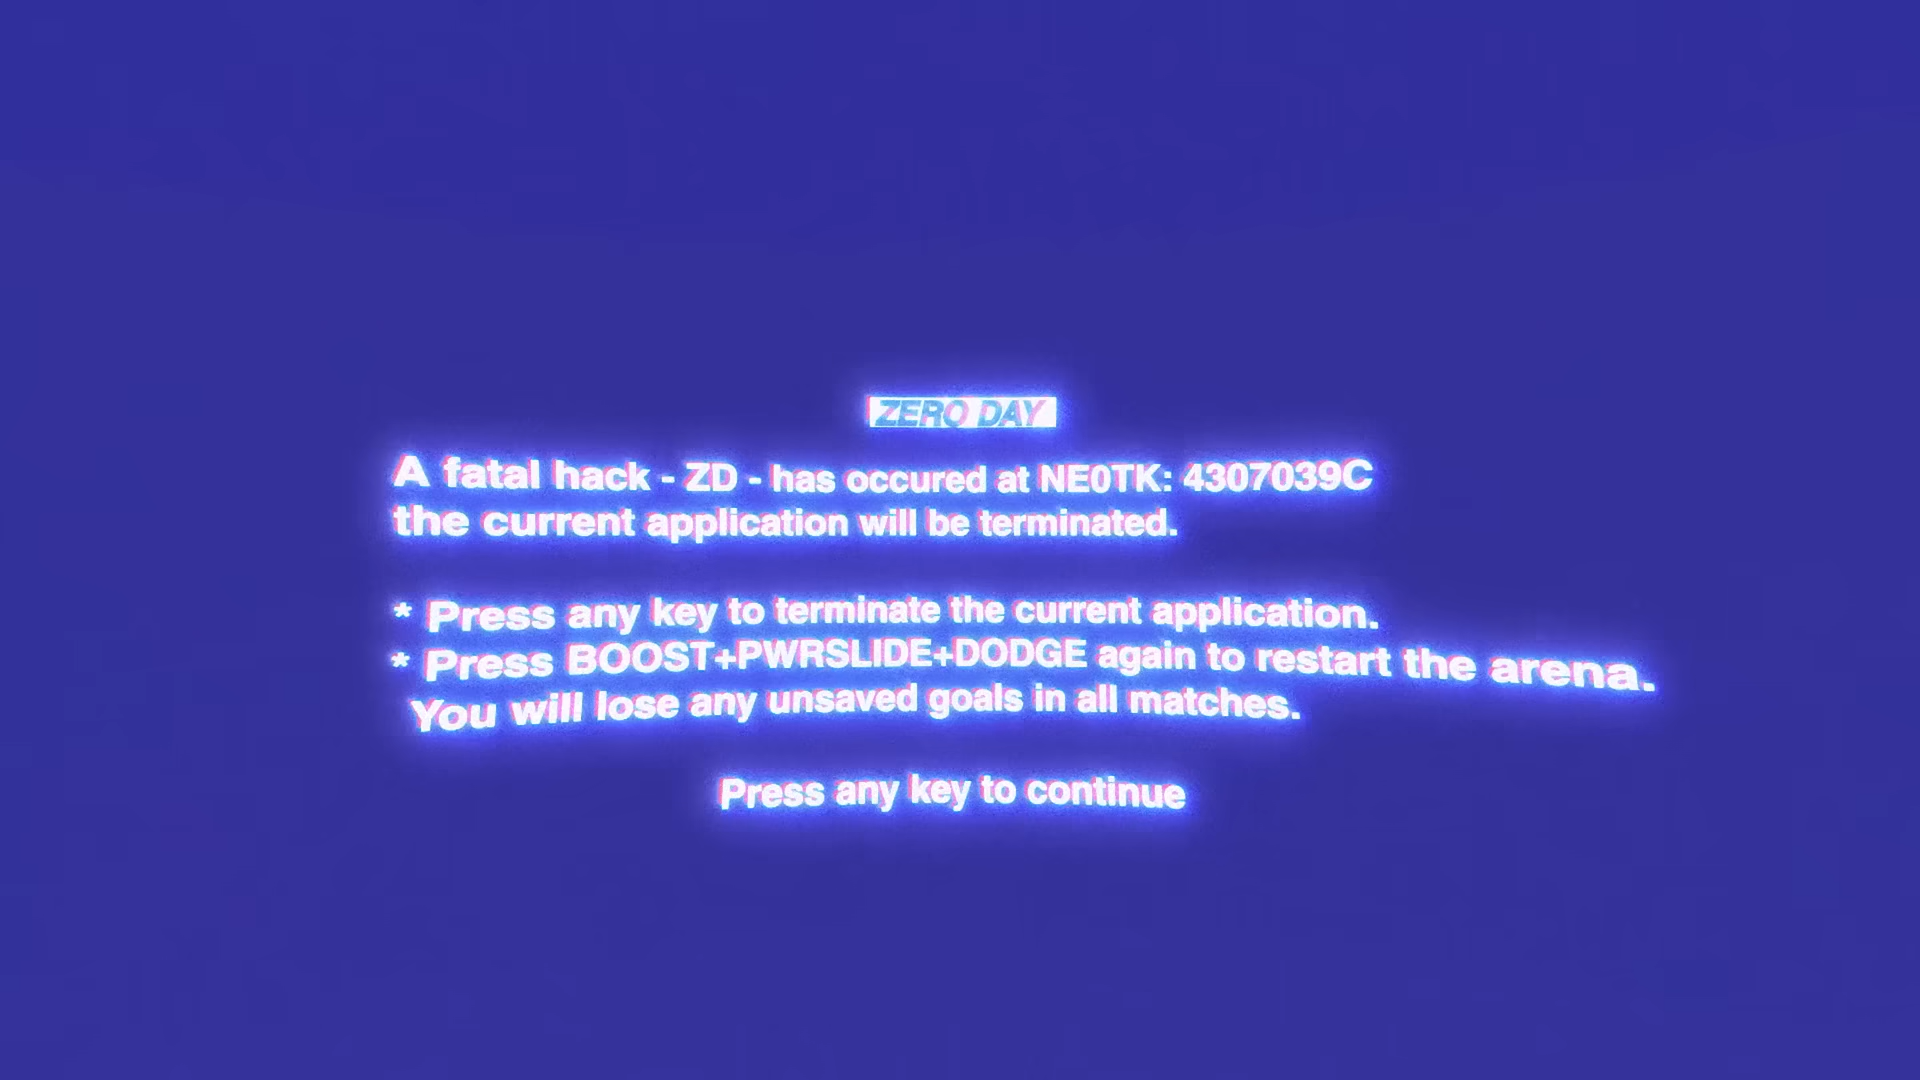 ZERO DAY
A fatal hack - ZD - has occured at NE0TK: 4307039C
the current application will be terminated.
* Press any key to terminate the current application.
* Press BOOST+PWRSLIDE+DODGE again to restart the arena.
You will lose any unsaved goals in all matches.
Press any key to continue